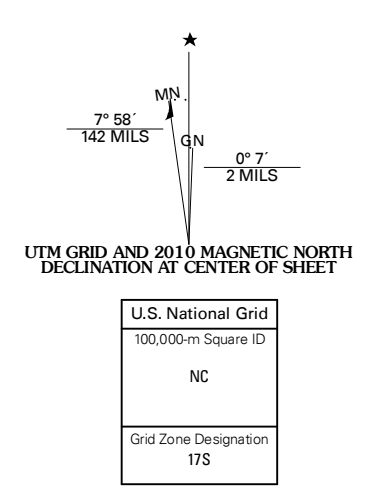 MN
7° 58´
142 MILS
GN
0° 7´
2 MILS
UTM GRID AND 2010 MAGNETIC NORTH
DECLINATION AT CENTER OF SHEET
U.S. National Grid
100,000-m Square ID
NC
Grid Zone Designation
17S